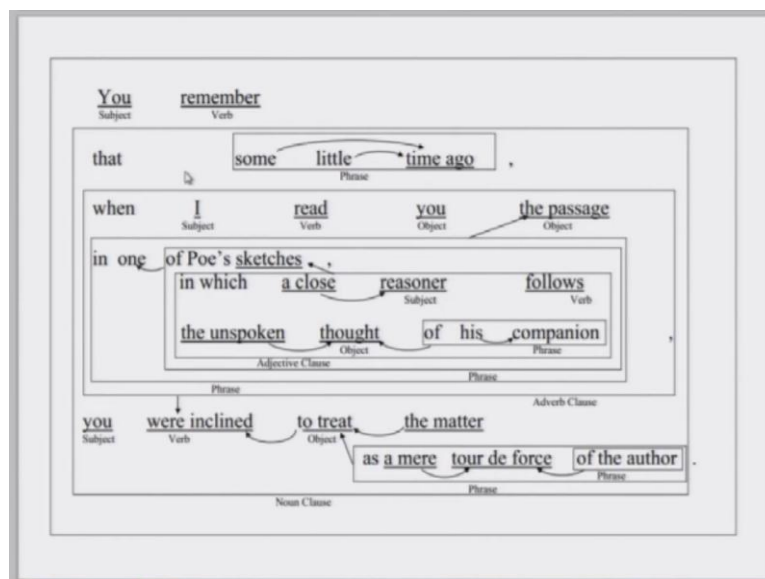 You remember
Subject Verb
that some little time ago ,
Phrase
when I read you the passage
Subject Verb Object Object
in one of Poe's sketches ,
in which a close reasoner follows
Subject Verb
the unspoken thought of his companion ,
Object Phrase
Adjective Clause
Phrase
Phrase
Adverb Clause
you were inclined to treat the matter
Subject Verb Object
as a mere tour de force of the author .
Phrase
Phrase
Noun Clause